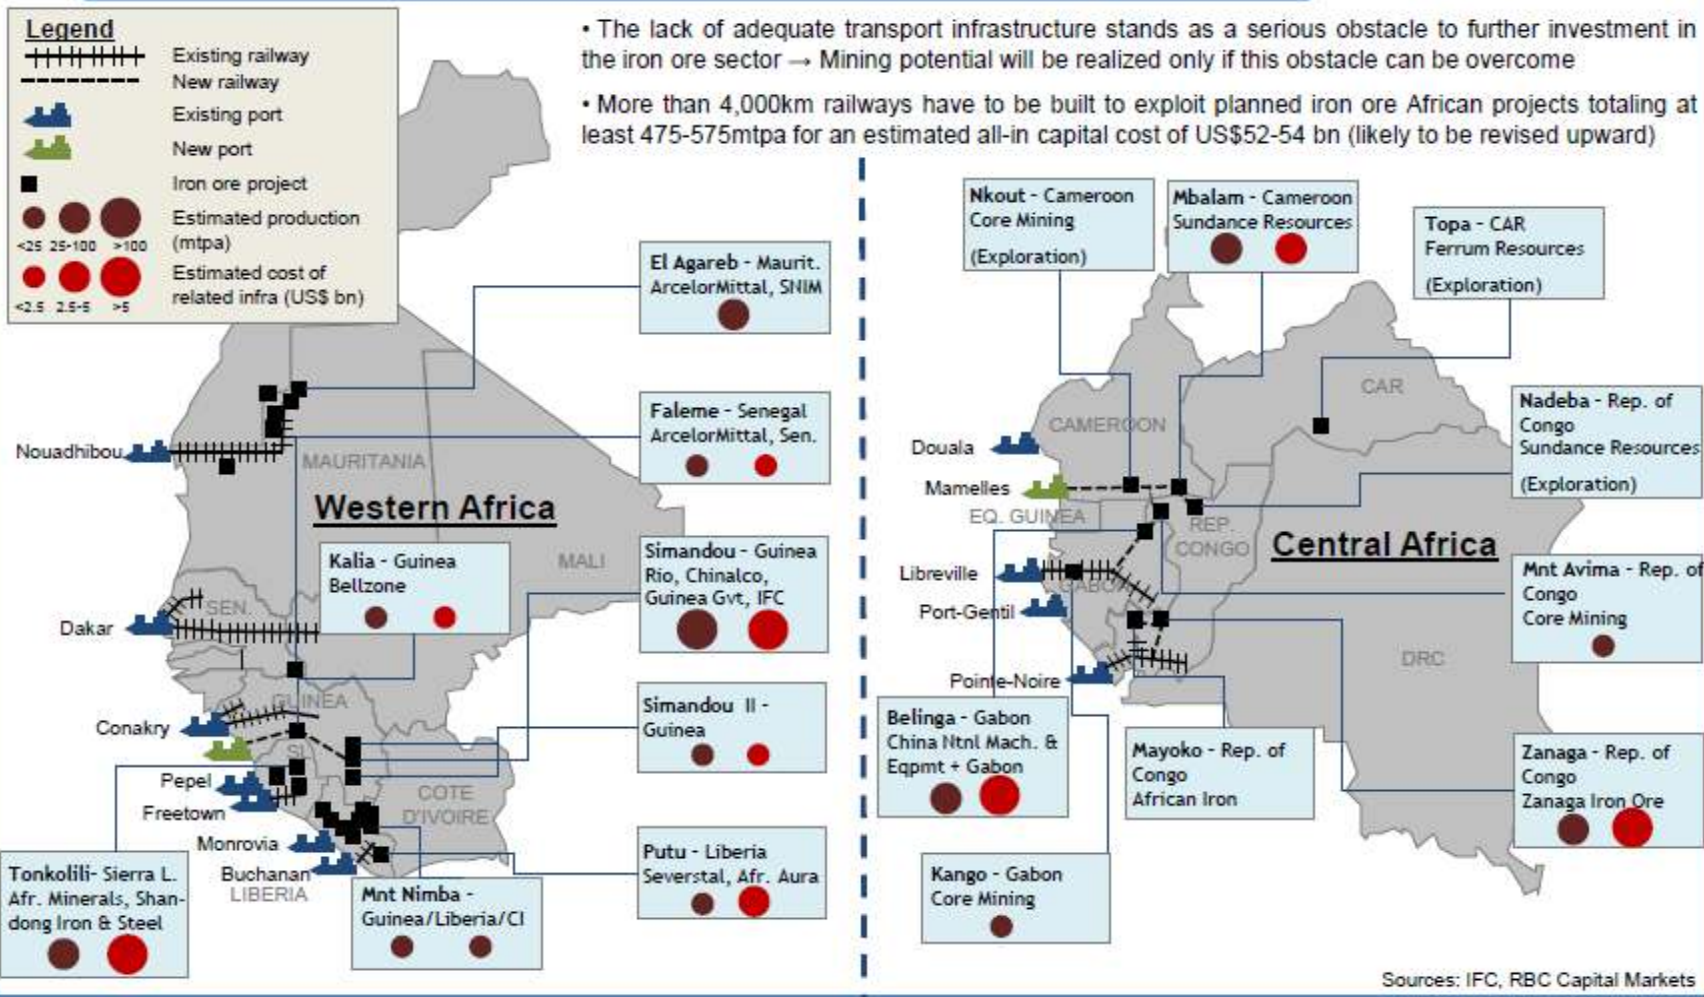 Legend
Existing railway
New railway
Existing port
New port
Iron ore project
Estimated production
(mtpa)
<25 25-100 >100
Estimated cost of
related infra (US$ bn)
<2.5 2.5-5 >5
• The lack of adequate transport infrastructure stands as a serious obstacle to further investment in
the iron ore sector → Mining potential will be realized only if this obstacle can be overcome
• More than 4,000km railways have to be built to exploit planned iron ore African projects totaling at
least 475-575mtpa for an estimated all-in capital cost of US$52-54 bn (likely to be revised upward)
El Agareb - Maurit.
ArcelorMittal, SNIM
Faleme - Senegal
ArcelorMittal, Sen.
Nouadhibou
MAURITANIA
Western Africa
MALI
Kalia - Guinea
Bellzone
Simandou - Guinea
Rio, Chinalco,
Guinea Gvt, IFC
SEN.
Dakar
GUINEA
Simandou II -
Guinea
Conakry
SL
Pepel
Freetown
COTE
D'IVOIRE
Monrovia
Buchanan
LIBERIA
Putu - Liberia
Severstal, Afr. Aura
Tonkolili- Sierra L.
Afr. Minerals, Shan-
dong Iron & Steel
Mnt Nimba -
Guinea/Liberia/CI
Nkout - Cameroon
Core Mining
(Exploration)
Mbalam - Cameroon
Sundance Resources
Topa - CAR
Ferrum Resources
(Exploration)
CAR
CAMEROON
Nadeba - Rep. of
Congo
Sundance Resources
(Exploration)
Douala
Mamelles
EQ. GUINEA
REP.
CONGO
Central Africa
Libreville
GABON
Port-Gentil
Mnt Avima - Rep. of
Congo
Core Mining
DRC
Pointe-Noire
Belinga - Gabon
China Ntnl Mach. &
Eqpmt + Gabon
Mayoko - Rep. of
Congo
African Iron
Zanaga - Rep. of
Congo
Zanaga Iron Ore
Kango - Gabon
Core Mining
Sources: IFC, RBC Capital Markets